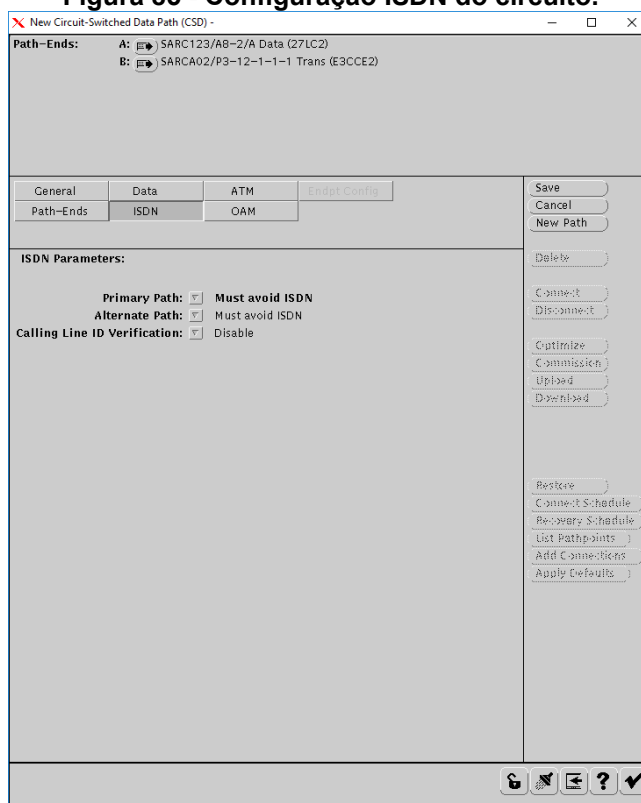 Figura 86 - Configuração ISDN do circuito.
New Circuit-Switched Data Path (CSD) -
Path-Ends: A: SARC123/A8-2/A Data (27LC2)
B: SARCA02/P3-12-1-1-1 Trans (E3CCE2)
General Data ATM Endpt Config
Path-Ends ISDN OAM
Save
Cancel
New Path
ISDN Parameters:
Delete
Primary Path: Must avoid ISDN
Connect
Alternate Path: Must avoid ISDN
Disconnect
Calling Line ID Verification: Disable
Optimize
Commission
Upload
Download
Restore
Connect Schedule
Recovery Schedule
List Pathpoints
Add Connections
Apply Defaults